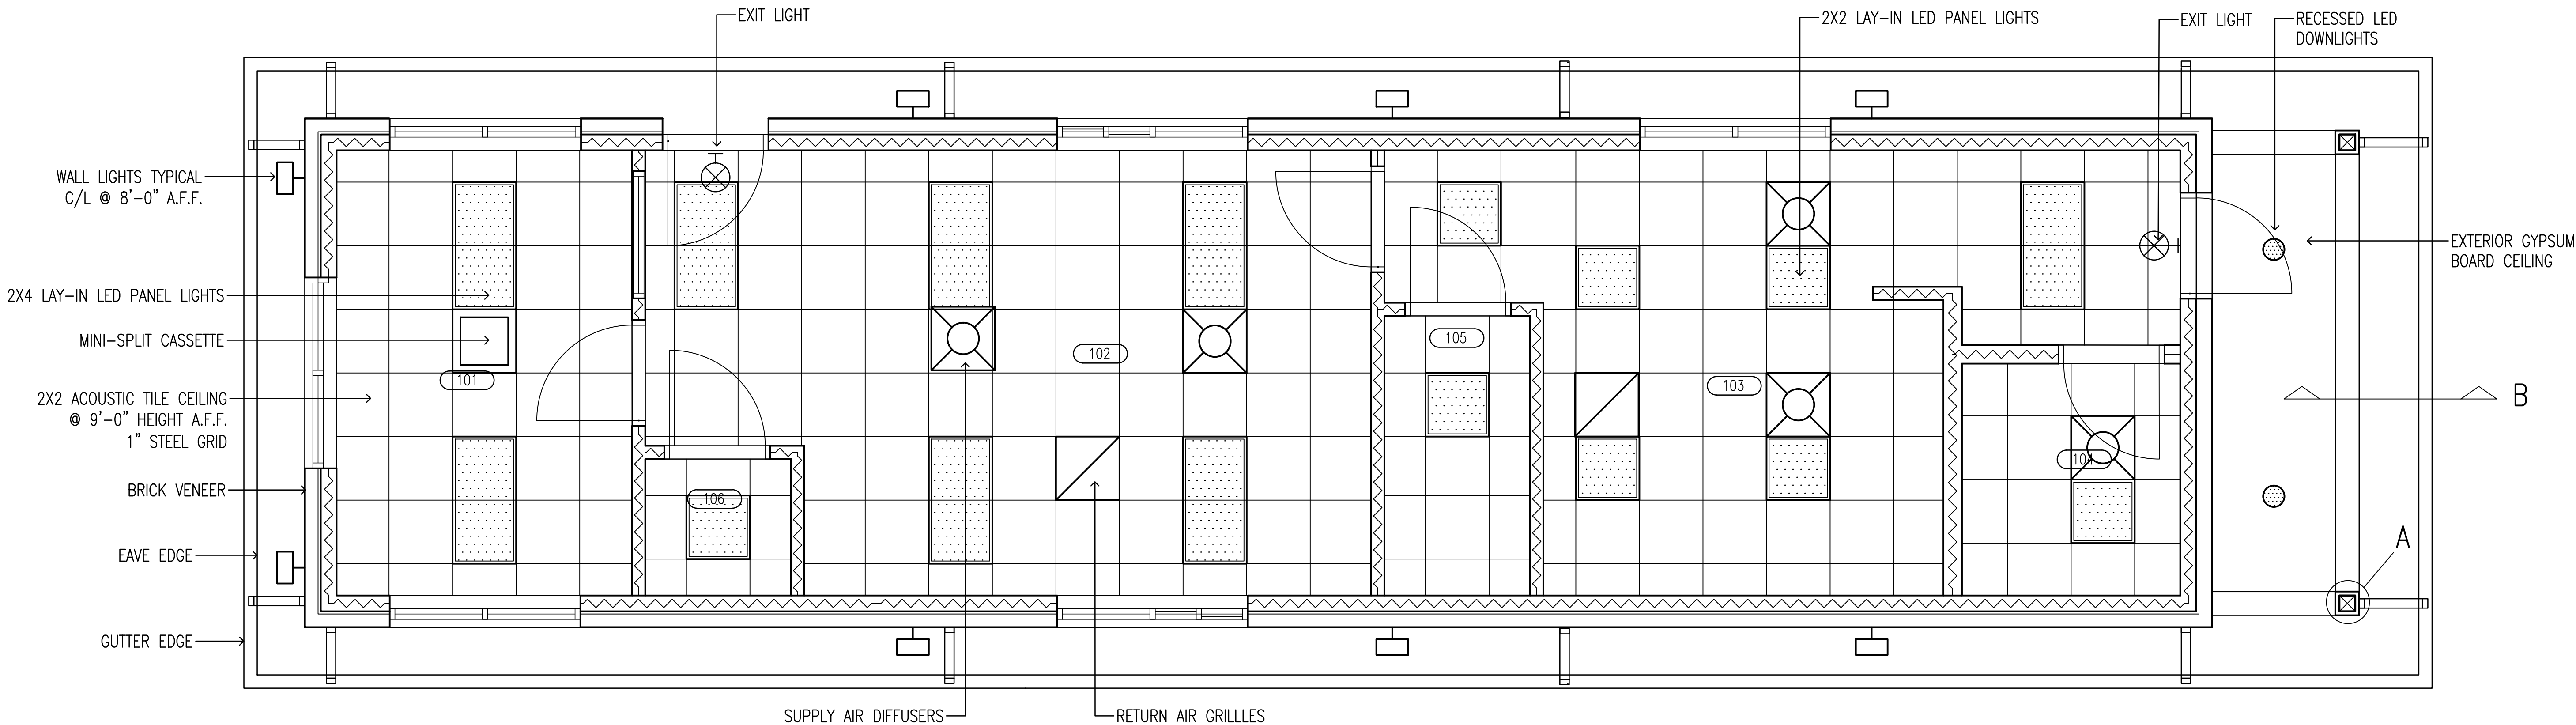 EXIT LIGHT
2X2 LAY-IN LED PANEL LIGHTS
EXIT LIGHT
RECESSED LED
DOWNLIGHTS
WALL LIGHTS TYPICAL
C/L @ 8'-0" A.F.F.
EXTERIOR GYPSUM
BOARD CEILING
2X4 LAY-IN LED PANEL LIGHTS
MINI-SPLIT CASSETTE
105
102
101
103
2X2 ACOUSTIC TILE CEILING
@ 9'-0" HEIGHT A.F.F.
1" STEEL GRID
B
104
BRICK VENEER
106
A
EAVE EDGE
GUTTER EDGE
SUPPLY AIR DIFFUSERS
RETURN AIR GRILLLES